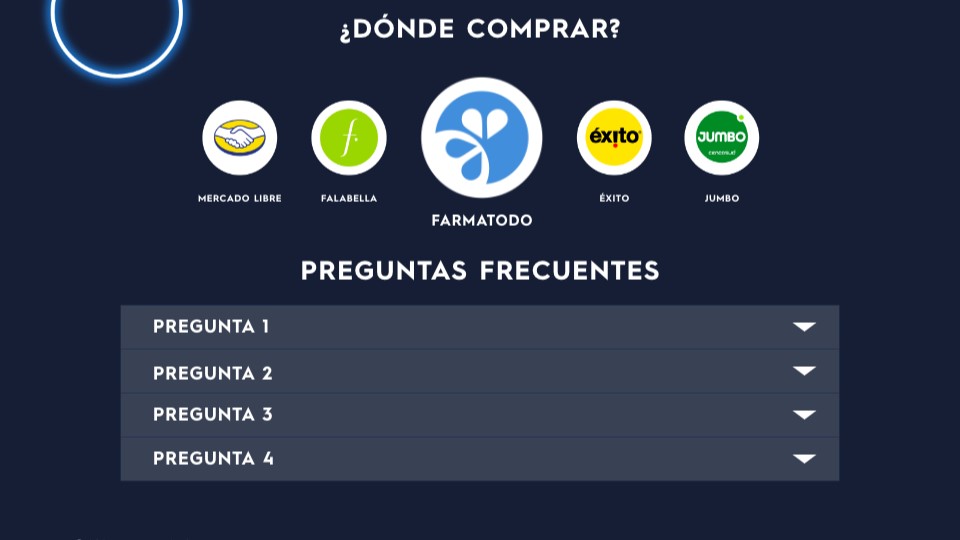 ¿DÓNDE COMPRAR?
f.
éxito
JUMBO
cencosud
MERCADO LIBRE
FALABELLA
FARMATODO
ÉXITO
JUMBO
PREGUNTAS FRECUENTES
PREGUNTA 1
PREGUNTA 2
PREGUNTA 3
PREGUNTA 4